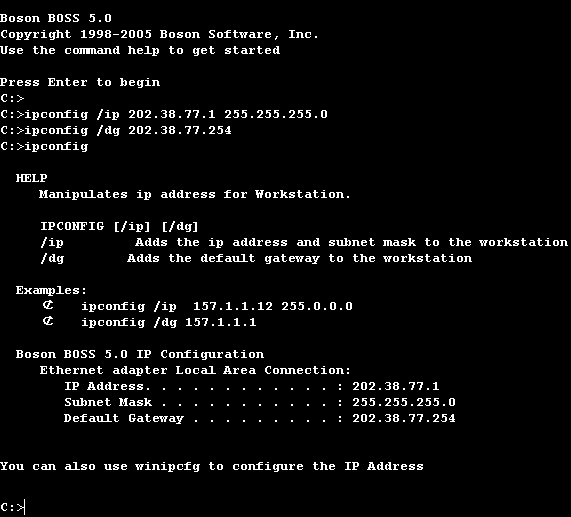 Boson BOSS 5.0
Copyright 1998-2005 Boson Software, Inc.
Use the command help to get started
Press Enter to begin
C:>
C:>ipconfig /ip 202.38.77.1 255.255.255.0
C:>ipconfig /dg 202.38.77.254
C:>ipconfig
HELP
Manipulates ip address for Workstation.
IPCONFIG [/ip] [/dg]
/ip Adds the ip address and subnet mask to the workstation
/dg Adds the default gateway to the workstation
Examples:
ipconfig /ip 157.1.1.12 255.0.0.0
ipconfig /dg 157.1.1.1
Boson BOSS 5.0 IP Configuration
Ethernet adapter Local Area Connection:
IP Address. . . . . . . . . . . . : 202.38.77.1
Subnet Mask . . . . . . . . . . . : 255.255.255.0
Default Gateway . . . . . . . . . : 202.38.77.254
You can also use winipcfg to configure the IP Address
C:>